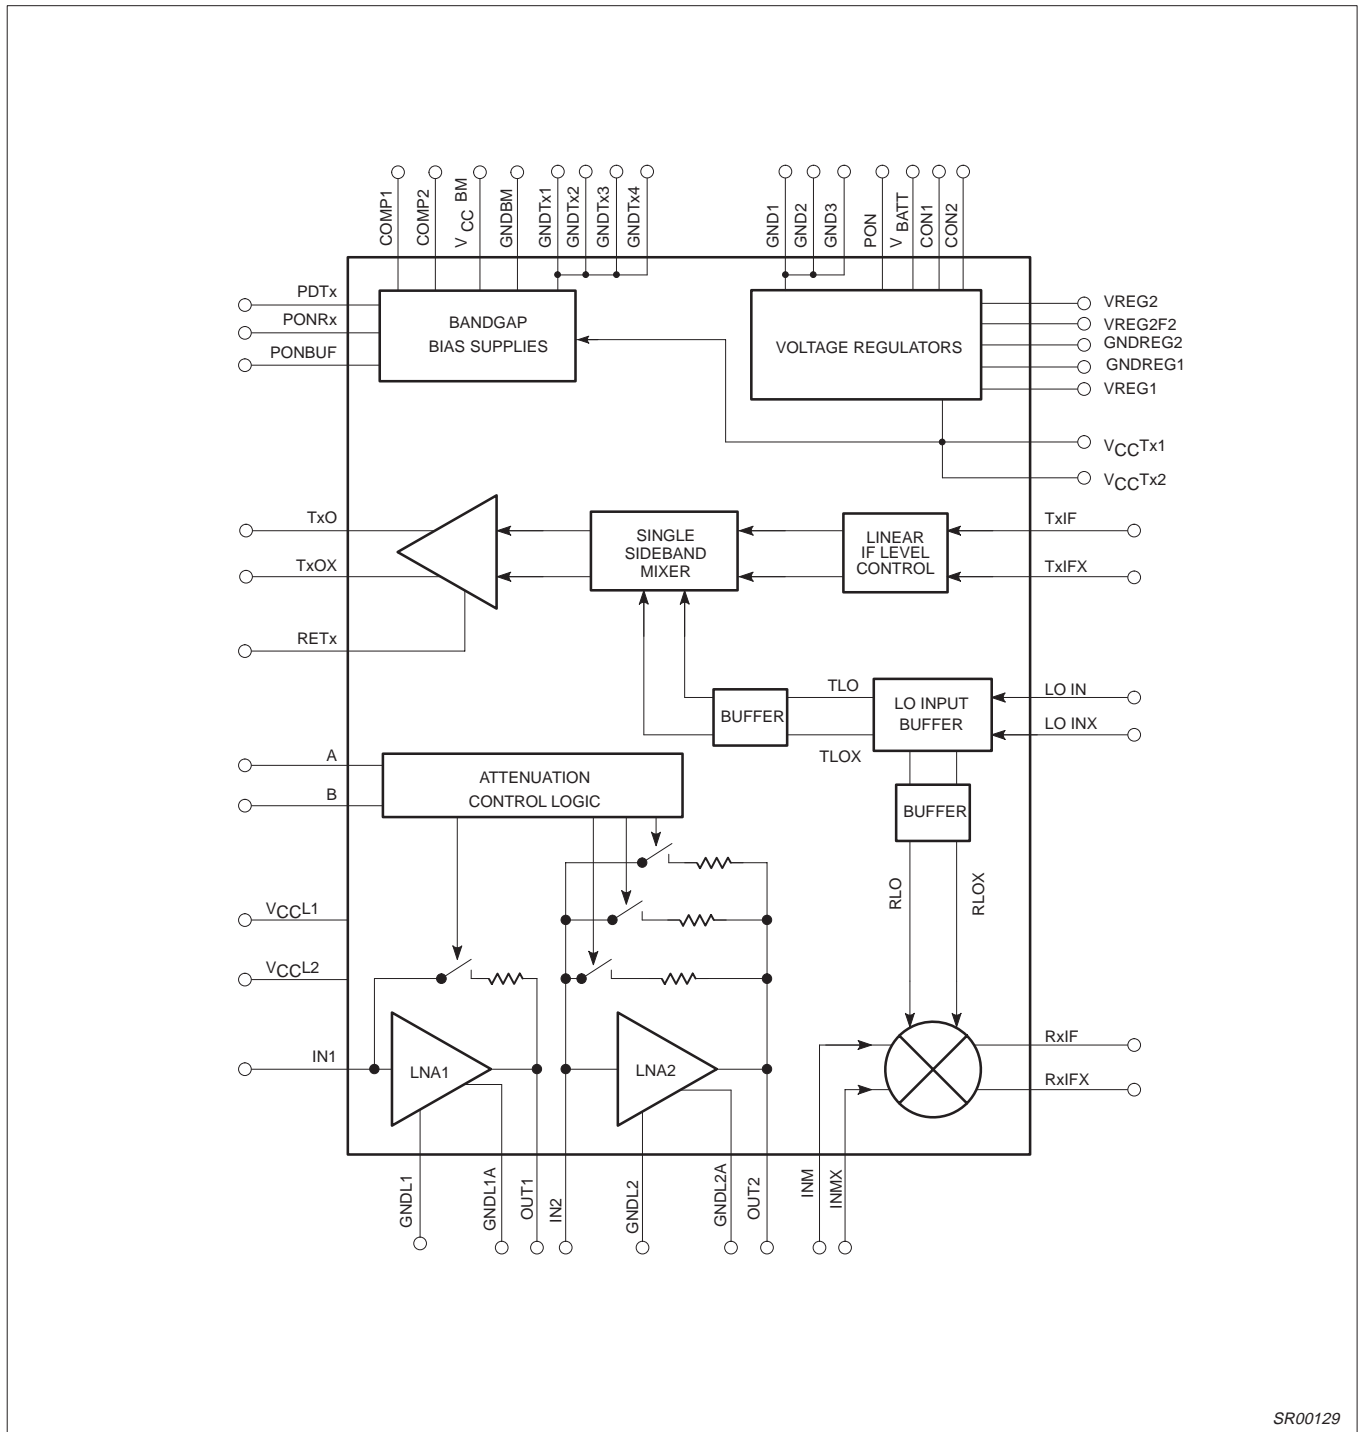 COMP1
COMP2
VCC BM
GNDBM
GNDTx1
GNDTx2
GNDTx3
GNDTx4
GND1
GND2
GND3
PON
VBATT
CON1
CON2
PDTx
PONRx
PONBUF
BANDGAP
BIAS SUPPLIES
VOLTAGE REGULATORS
VREG2
VREG2F2
GNDREG2
GNDREG1
VREG1
VCCTx1
VCCTx2
TxO
TxOX
RETx
SINGLE
SIDEBAND
MIXER
LINEAR
IF LEVEL
CONTROL
TxIF
TxIFX
BUFFER
TLO
TLOX
LO INPUT
BUFFER
LO IN
LO INX
A
B
ATTENUATION
CONTROL LOGIC
BUFFER
RLO
RLOX
VCCL1
VCCL2
IN1
LNA1
LNA2
RxIF
RxIFX
GNDL1
GNDL1A
OUT1
IN2
GNDL2
GNDL2A
OUT2
INM
INMX
SR00129